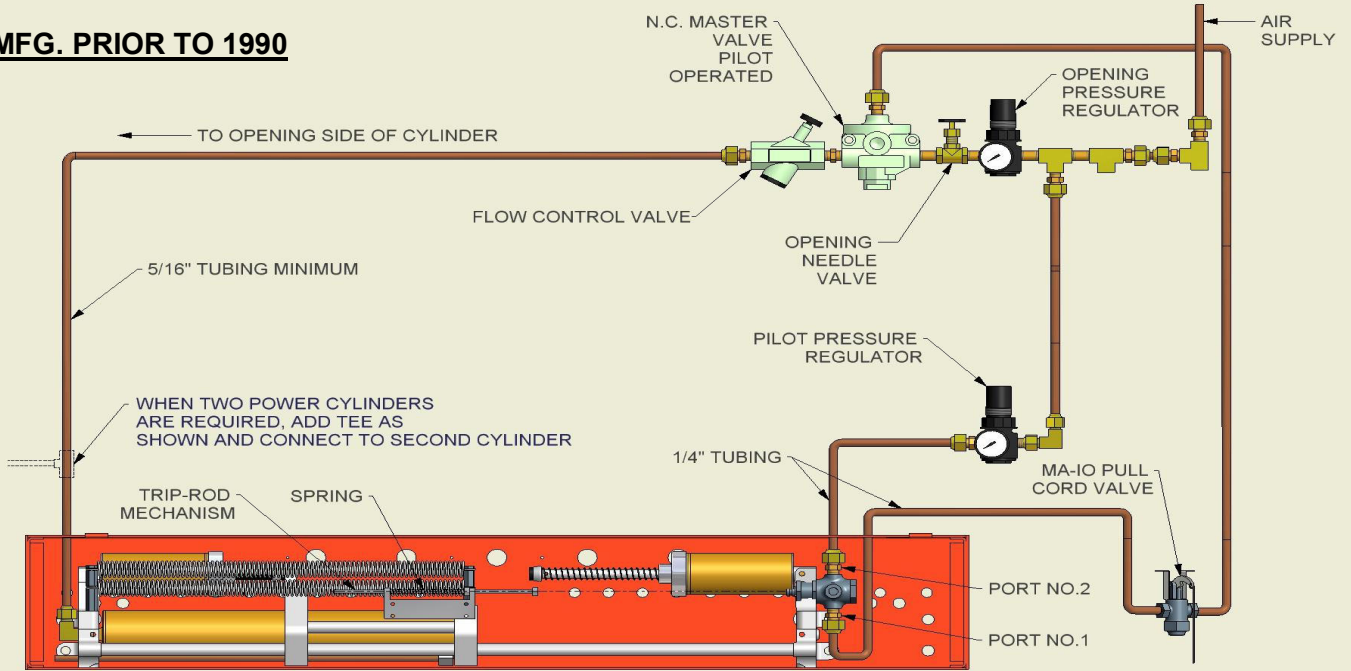 MFG. PRIOR TO 1990
N.C. MASTER
VALVE
PILOT
OPERATED
AIR
SUPPLY
OPENING
PRESSURE
REGULATOR
TO OPENING SIDE OF CYLINDER
FLOW CONTROL VALVE
OPENING
NEEDLE
VALVE
5/16" TUBING MINIMUM
PILOT PRESSURE
REGULATOR
WHEN TWO POWER CYLINDERS
ARE REQUIRED, ADD TEE AS
SHOWN AND CONNECT TO SECOND CYLINDER
1/4" TUBING
MA-IO PULL
CORD VALVE
TRIP-ROD
MECHANISM
SPRING
PORT NO.2
PORT NO.1